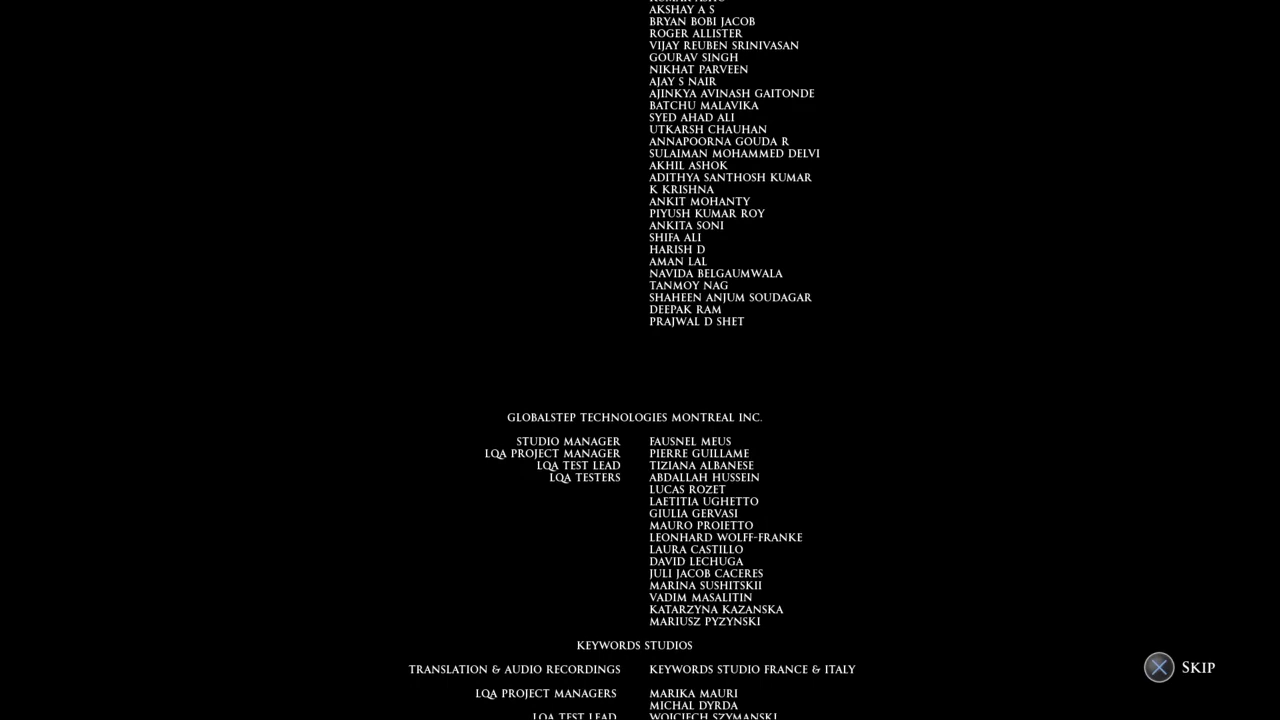 AKSHAY A S
BRYAN BOBI JACOB
ROGER ALLISTER
VIJAY REUBEN SRINIVASAN
GOURAV SINGH
NIKHAT PARVEEN
AJAY S NAIR
AJINKYA AVINASH GAITONDE
BATCHU MALAVIKA
SYED AHAD ALI
UTKARSH CHAUHAN
ANNAPOORNA GOUDA R
SULAIMAN MOHAMMED DELVI
AKHIL ASHOK
ADITHYA SANTHOSH KUMAR
K KRISHNA
ANKIT MOHANTY
PIYUSH KUMAR ROY
ANKITA SONI
SHIFA ALI
HARISH D
AMAN LAL
NAVIDA BELGAUMWALA
TANMOY NAG
SHAHEEN ANJUM SOUDAGAR
DEEPAK RAM
PRAJWAL D SHET
GLOBALSTEP TECHNOLOGIES MONTREAL INC.
STUDIO MANAGER FAUSNEL MEUS
LQA PROJECT MANAGER PIERRE GUILLAME
LQA TEST LEAD TIZIANA ALBANESE
LQA TESTERS ABDALLAH HUSSEIN
LUCAS ROZET
LAETITIA UGHETTO
GIULIA GERVASI
MAURO PROIETTO
LEONHARD WOLFF-FRANKE
LAURA CASTILLO
DAVID LECHUGA
JULI JACOB CACERES
MARINA SUSHITSKII
VADIM MASALITIN
KATARZYNA KAZANSKA
MARIUSZ PYZYNSKI
KEYWORDS STUDIOS
TRANSLATION & AUDIO RECORDINGS KEYWORDS STUDIO FRANCE & ITALY
LQA PROJECT MANAGERS MARIKA MAURI
MICHAL DYRDA
LQA TEST LEAD WOJCIECH SZYMANSKI
SKIP